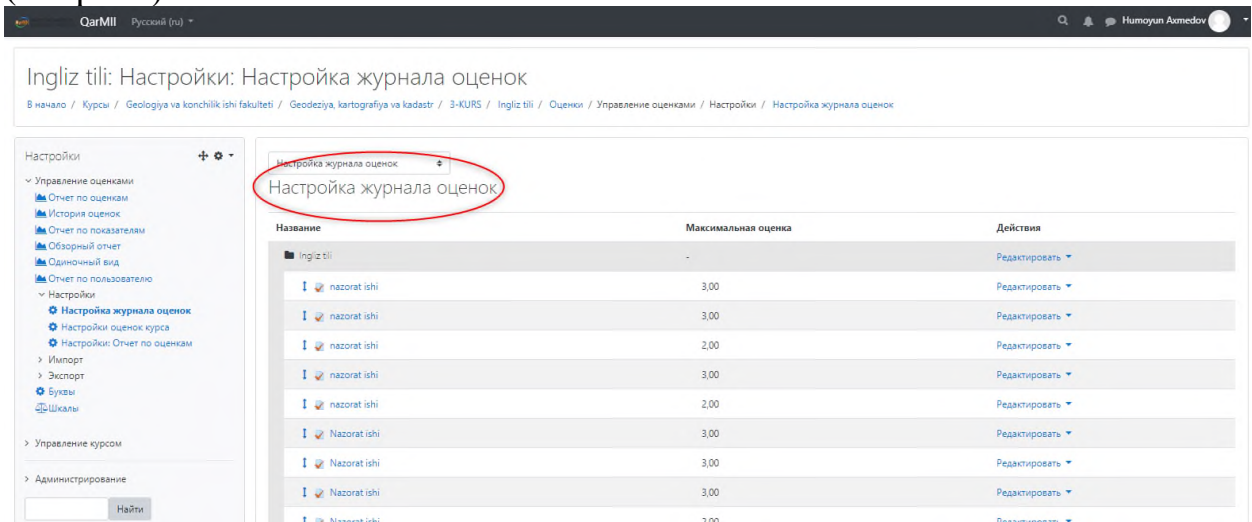 QarMII Русский (ru)
Humoyun Axmedov
Ingliz tili: Настройки: Настройка журнала оценок
В начало / Курсы / Geologiya va konchilik ishi fakulteti / Geodeziya, kartografiya va kadastr / 3-KURS / Ingliz tili / Оценки / Управление оценками / Настройки / Настройка журнала оценок
Настройки
Управление оценками
Отчет по оценкам
История оценок
Отчет по показателям
Обзорный отчет
Одиночный вид
Отчет по пользователю
Настройки
Настройка журнала оценок
Настройки оценок курса
Настройки: Отчет по оценкам
Импорт
Экспорт
Буквы
Шкалы
Управление курсом
Администрирование
Найти
Настройка журнала оценок
Настройка журнала оценок
Название Максимальная оценка Действия
Ingliz tili - Редактировать
nazorat ishi 3,00 Редактировать
nazorat ishi 3,00 Редактировать
nazorat ishi 2,00 Редактировать
nazorat ishi 3,00 Редактировать
nazorat ishi 2,00 Редактировать
Nazorat ishi 3,00 Редактировать
Nazorat ishi 3,00 Редактировать
Nazorat ishi 3,00 Редактировать
Nazorat ishi 2,00 Редактировать